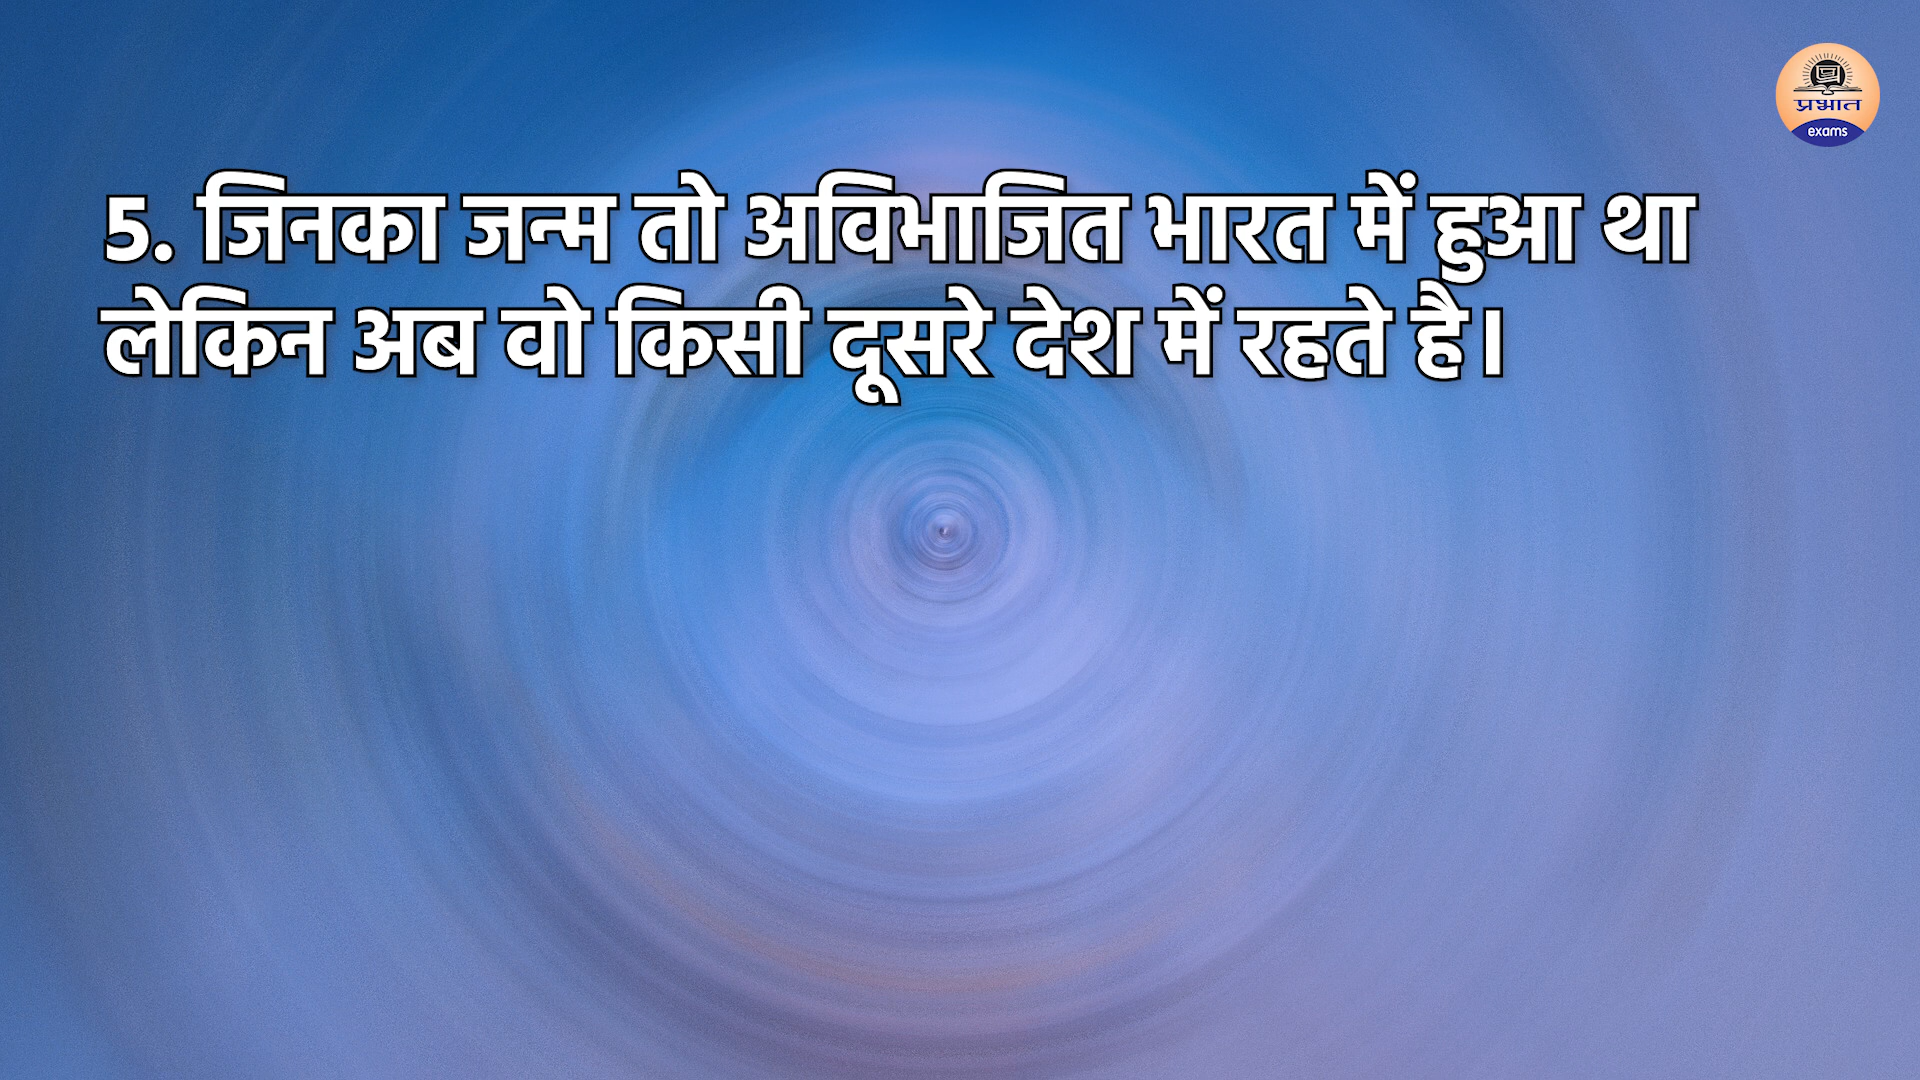 प्रभात
exams
5. जिनका जन्म तो अविभाजित भारत में हुआ था
लेकिन अब वो किसी दूसरे देश में रहते है।